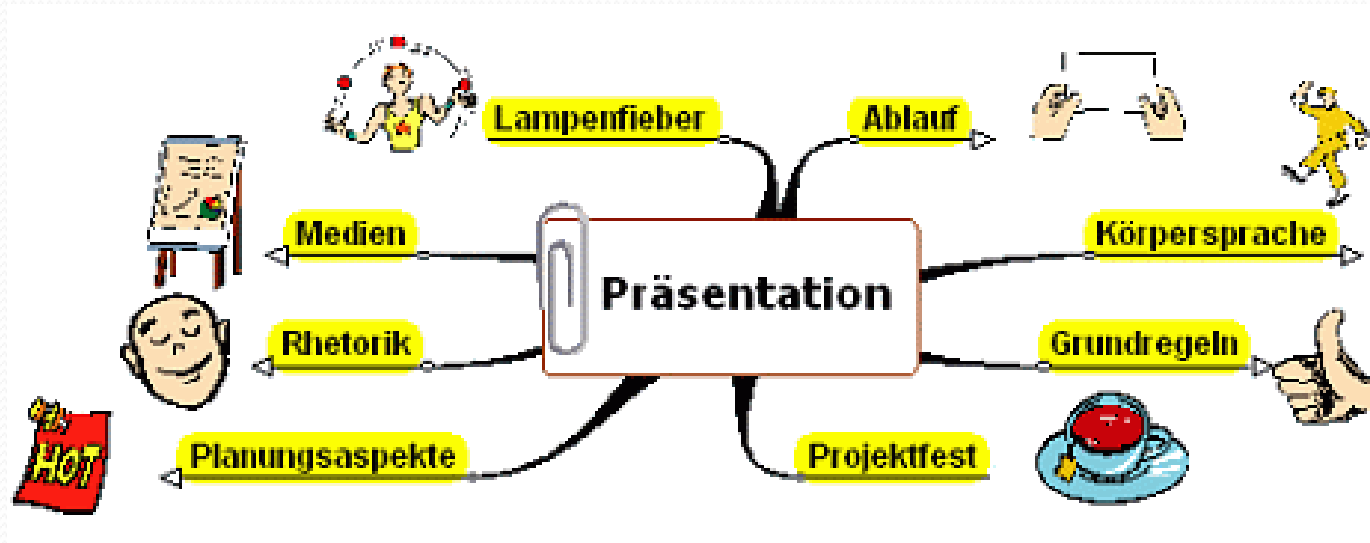 Lampenfieber
Ablauf
Medien
Körpersprache
Präsentation
Rhetorik
Grundregeln
HOT
Planungsaspekte
Projektfest